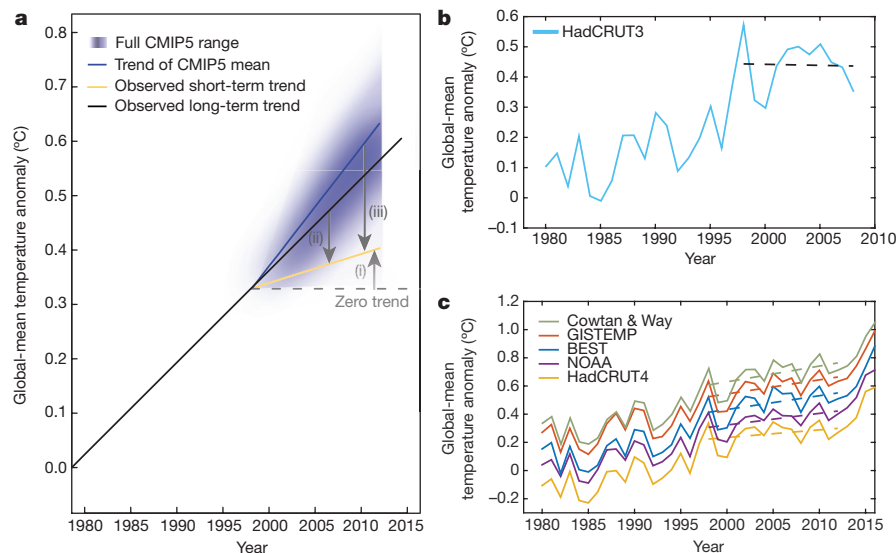 a
0.8
0.7
0.6
0.5
0.4
0.3
0.3
0.1
0.0
Global-mean temperature anomaly (ºC)
Full CMIP5 range
Trend of CMIP5 mean
Observed short-term trend
Observed long-term trend
(iii)
(ii)
(i)
Zero trend
1980 1985 1990 1995 2000 2005 2010 2015
Year
b
HadCRUT3
0.6
0.5
0.4
0.3
0.2
0.1
0
–0.1
Global-mean
temperature anomaly (ºC)
1980 1985 1990 1995 2000 2005 2010
Year
c
Cowtan & Way
GISTEMP
BEST
NOAA
HadCRUT4
1.2
1.0
0.8
0.6
0.4
0.2
0
–0.2
Global-mean
temperature anomaly (ºC)
1980 1985 1990 1995 2000 2005 2010 2015
Year